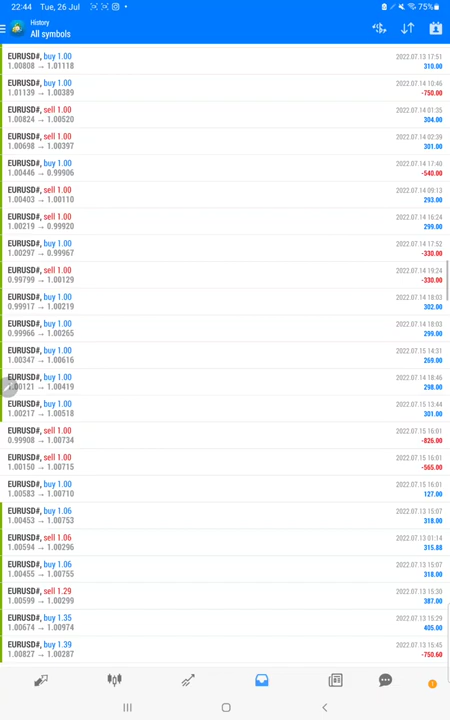 22:44 Tue, 26 Jul 75%
History
All symbols
EURUSD#, buy 1.00 2022.07.13 17:51
1.00808 → 1.01118 310.00
EURUSD#, buy 1.00 2022.07.14 10:46
1.01139 → 1.00389 -750.00
EURUSD#, sell 1.00 2022.07.14 01:35
1.00824 → 1.00520 304.00
EURUSD#, sell 1.00 2022.07.14 02:39
1.00698 → 1.00397 301.00
EURUSD#, buy 1.00 2022.07.14 17:40
1.00446 → 0.99906 -540.00
EURUSD#, sell 1.00 2022.07.14 09:13
1.00403 → 1.00110 293.00
EURUSD#, sell 1.00 2022.07.14 16:24
1.00219 → 0.99920 299.00
EURUSD#, buy 1.00 2022.07.14 17:52
1.00297 → 0.99967 -330.00
EURUSD#, sell 1.00 2022.07.14 19:24
0.99799 → 1.00129 -330.00
EURUSD#, buy 1.00 2022.07.14 18:03
0.99917 → 1.00219 302.00
EURUSD#, buy 1.00 2022.07.14 18:03
0.99966 → 1.00265 299.00
EURUSD#, buy 1.00 2022.07.15 14:31
1.00347 → 1.00616 269.00
EURUSD#, buy 1.00 2022.07.14 18:46
1.00121 → 1.00419 298.00
EURUSD#, buy 1.00 2022.07.15 13:44
1.00217 → 1.00518 301.00
EURUSD#, sell 1.00 2022.07.15 16:01
0.99908 → 1.00734 -826.00
EURUSD#, sell 1.00 2022.07.15 16:01
1.00150 → 1.00715 -565.00
EURUSD#, buy 1.00 2022.07.15 16:01
1.00583 → 1.00710 127.00
EURUSD#, buy 1.06 2022.07.13 15:07
1.00453 → 1.00753 318.00
EURUSD#, sell 1.06 2022.07.13 01:14
1.00594 → 1.00296 315.88
EURUSD#, buy 1.06 2022.07.13 15:07
1.00455 → 1.00755 318.00
EURUSD#, sell 1.29 2022.07.13 15:30
1.00599 → 1.00299 387.00
EURUSD#, buy 1.35 2022.07.13 15:29
1.00674 → 1.00974 405.00
EURUSD#, buy 1.39 2022.07.13 15:45
1.00827 → 1.00287 -750.60